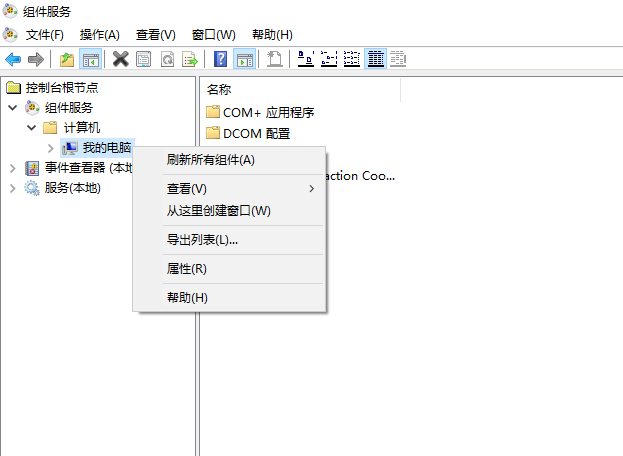 组件服务
文件(F) 操作(A) 查看(V) 窗口(W) 帮助(H)
控制台根节点
组件服务
计算机
我的电脑
事件查看器 (本地
服务(本地)
名称
COM+ 应用程序
DCOM 配置
action Coo...
刷新所有组件(A)
查看(V)
从这里创建窗口(W)
导出列表(L)...
属性(R)
帮助(H)